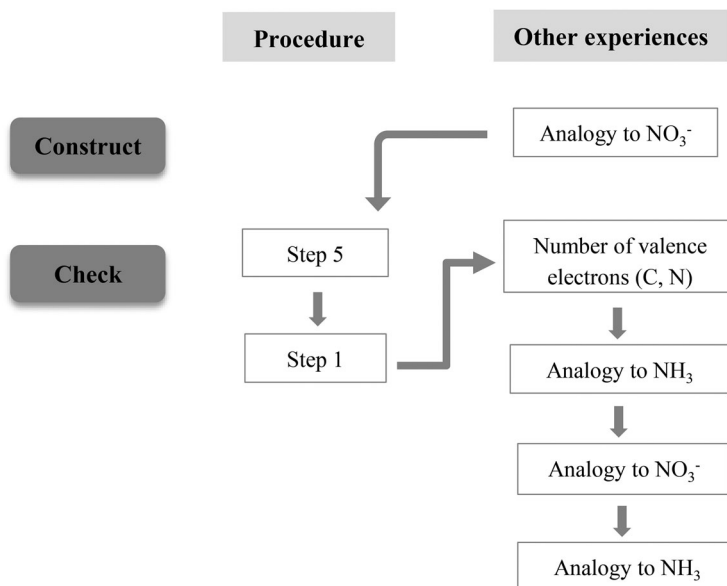 Procedure
Other experiences
Construct
Analogy to NO₃⁻
Check
Step 5
Number of valence
electrons (C, N)
Step 1
Analogy to NH₃
Analogy to NO₃⁻
Analogy to NH₃